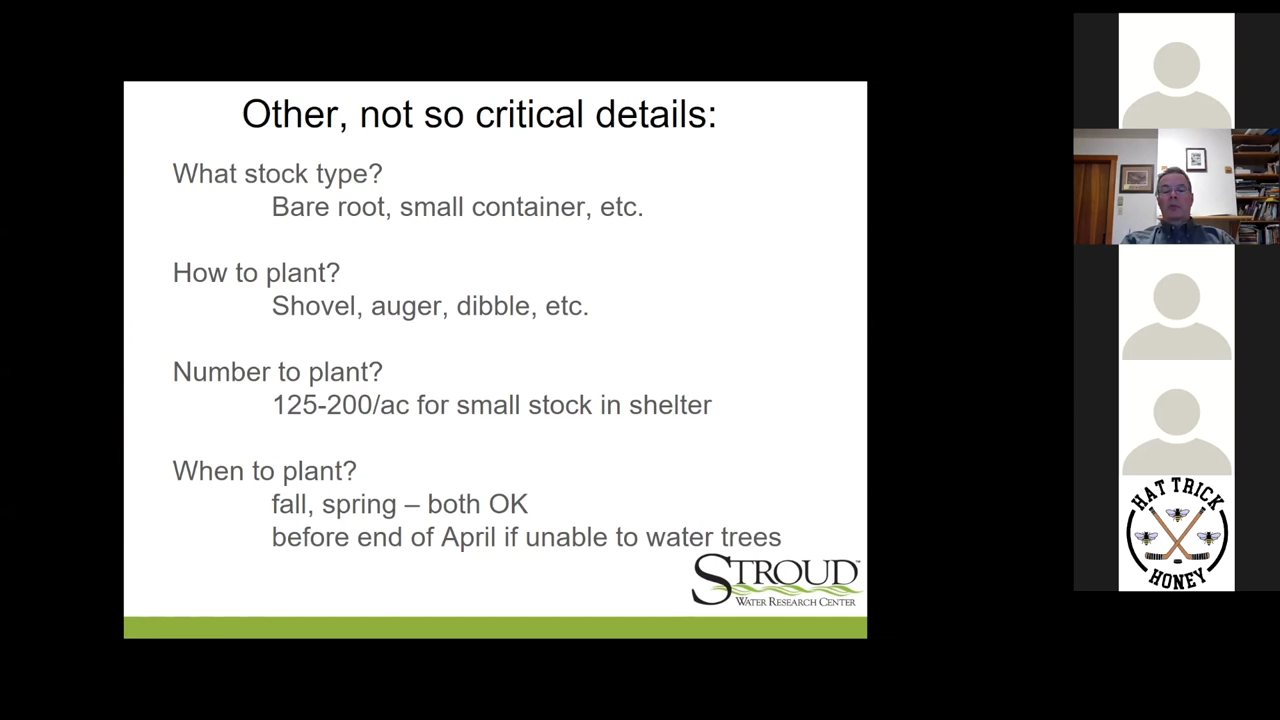 Other, not so critical details:
What stock type?
Bare root, small container, etc.
How to plant?
Shovel, auger, dibble, etc.
Number to plant?
125-200/ac for small stock in shelter
When to plant?
fall, spring – both OK
before end of April if unable to water trees
STROUD™
WATER RESEARCH CENTER
HAT TRICK
HONEY